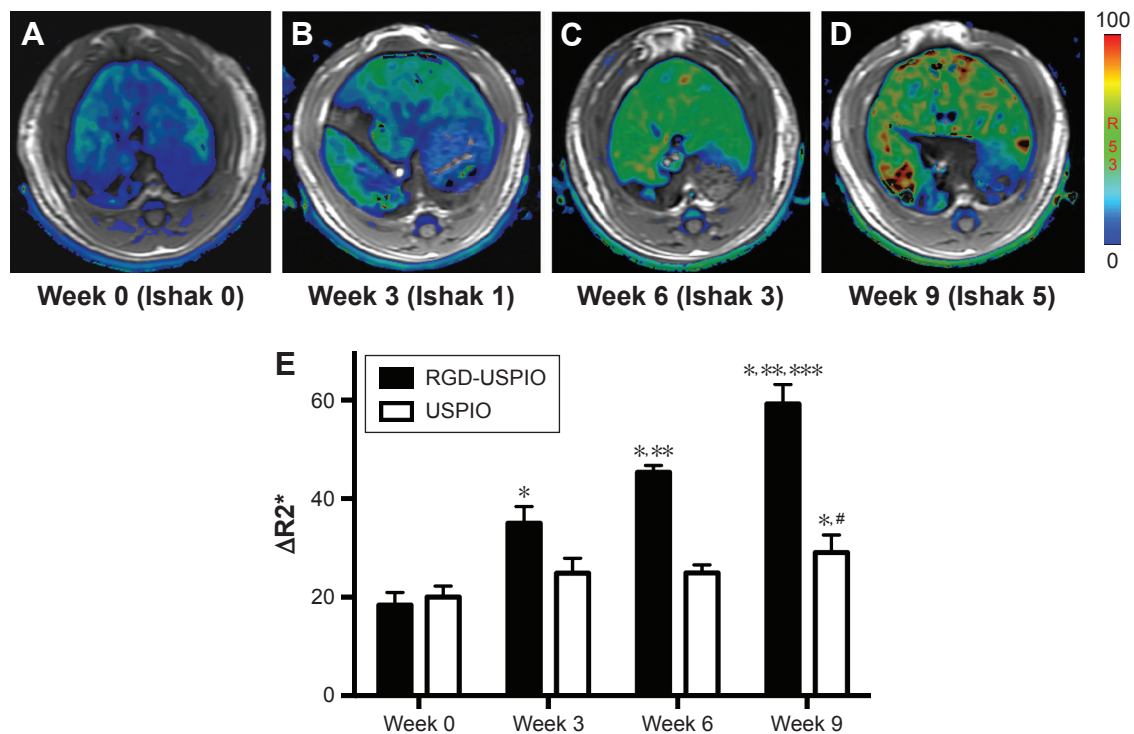 A
B
C
D
100
R
5
3
0
Week 0 (Ishak 0)
Week 3 (Ishak 1)
Week 6 (Ishak 3)
Week 9 (Ishak 5)
E
RGD-USPIO
USPIO
ΔR2*
60
40
20
0
*
*,**
*,**,***
*,#
Week 0
Week 3
Week 6
Week 9